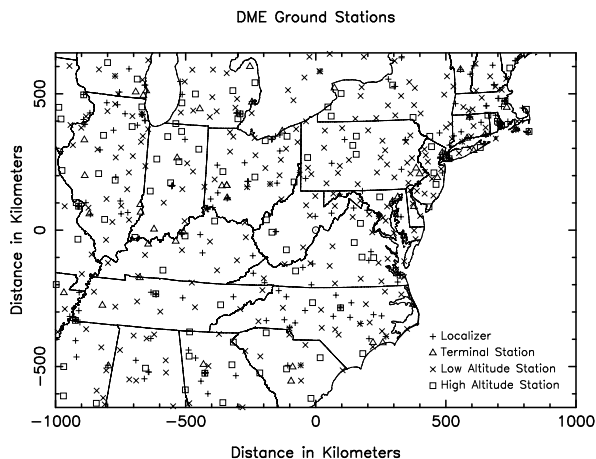 DME Ground Stations
Distance in Kilometers
500
0
−500
+ Localizer
△ Terminal Station
× Low Altitude Station
□ High Altitude Station
−1000 −500 0 500 1000
Distance in Kilometers